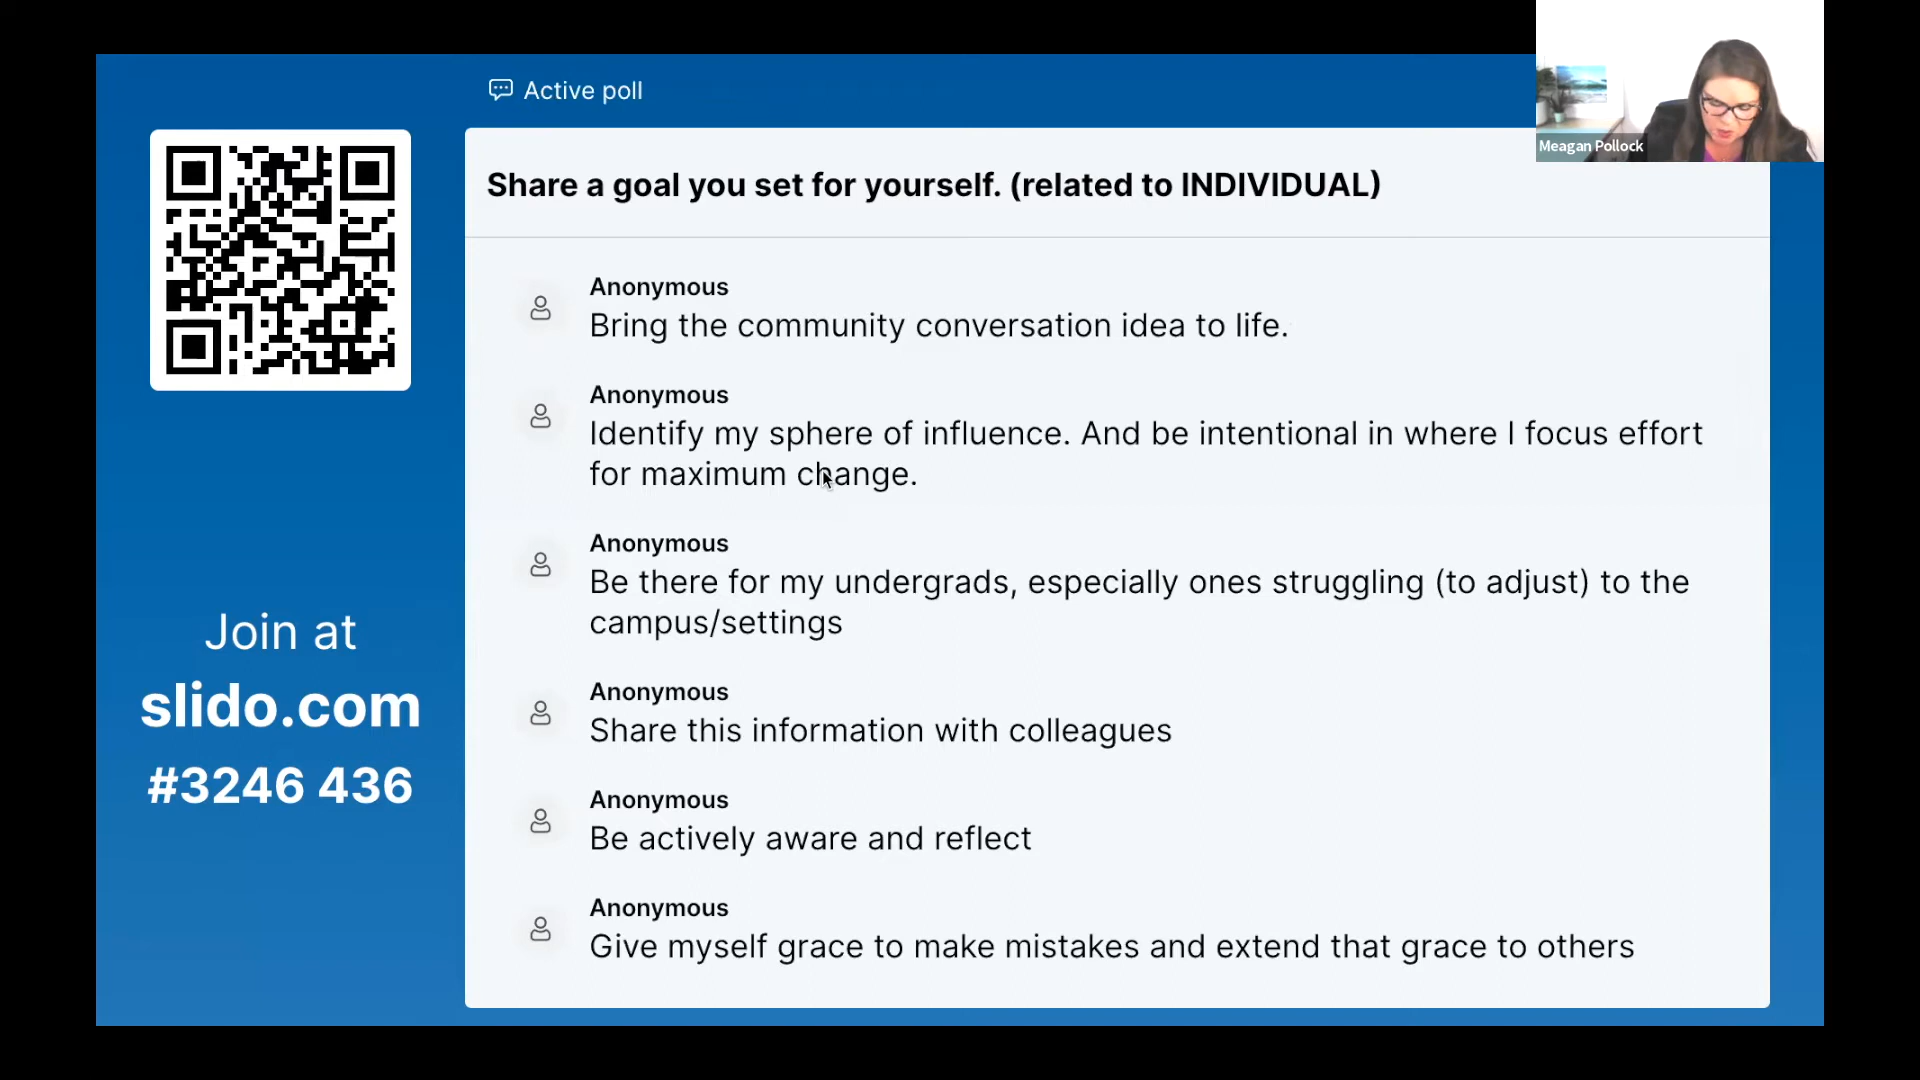 Active poll
Meagan Pollock
Share a goal you set for yourself. (related to INDIVIDUAL)
Anonymous
Bring the community conversation idea to life.
Anonymous
Identify my sphere of influence. And be intentional in where I focus effort
for maximum change.
Anonymous
Be there for my undergrads, especially ones struggling (to adjust) to the
campus/settings
Anonymous
Share this information with colleagues
Anonymous
Be actively aware and reflect
Anonymous
Give myself grace to make mistakes and extend that grace to others
Join at
slido.com
#3246 436